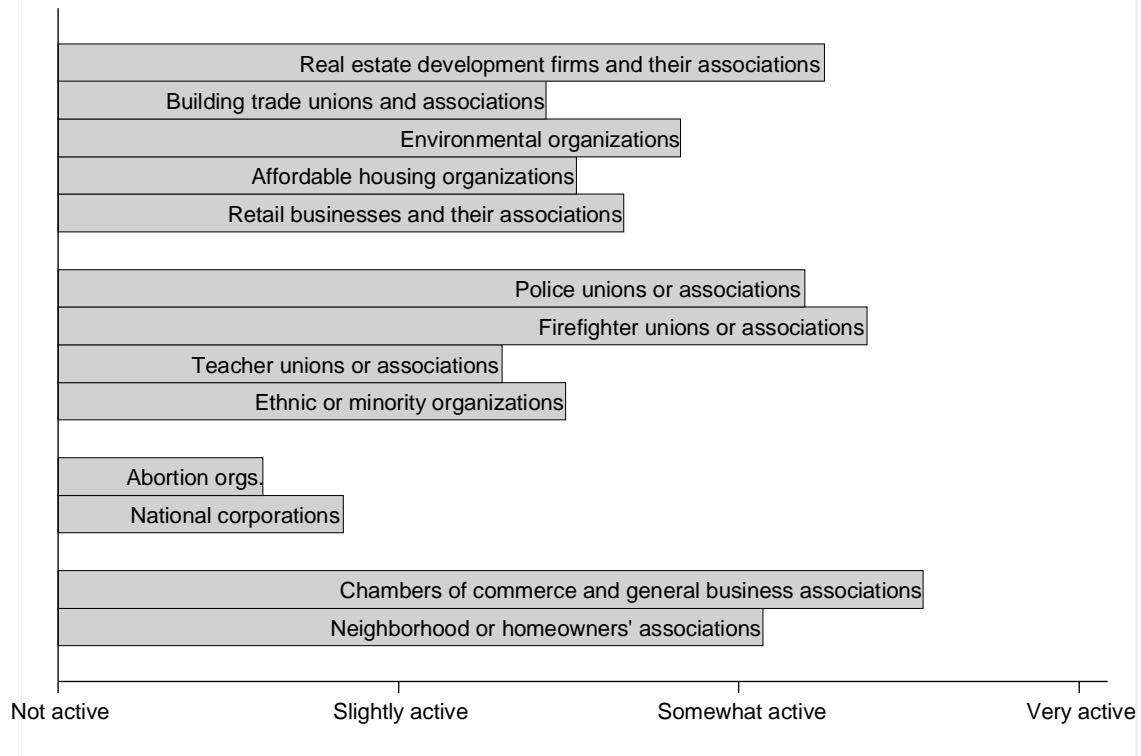 Real estate development firms and their associations
Building trade unions and associations
Environmental organizations
Affordable housing organizations
Retail businesses and their associations
Police unions or associations
Firefighter unions or associations
Teacher unions or associations
Ethnic or minority organizations
Abortion orgs.
National corporations
Chambers of commerce and general business associations
Neighborhood or homeowners' associations
Not active Slightly active Somewhat active Very active